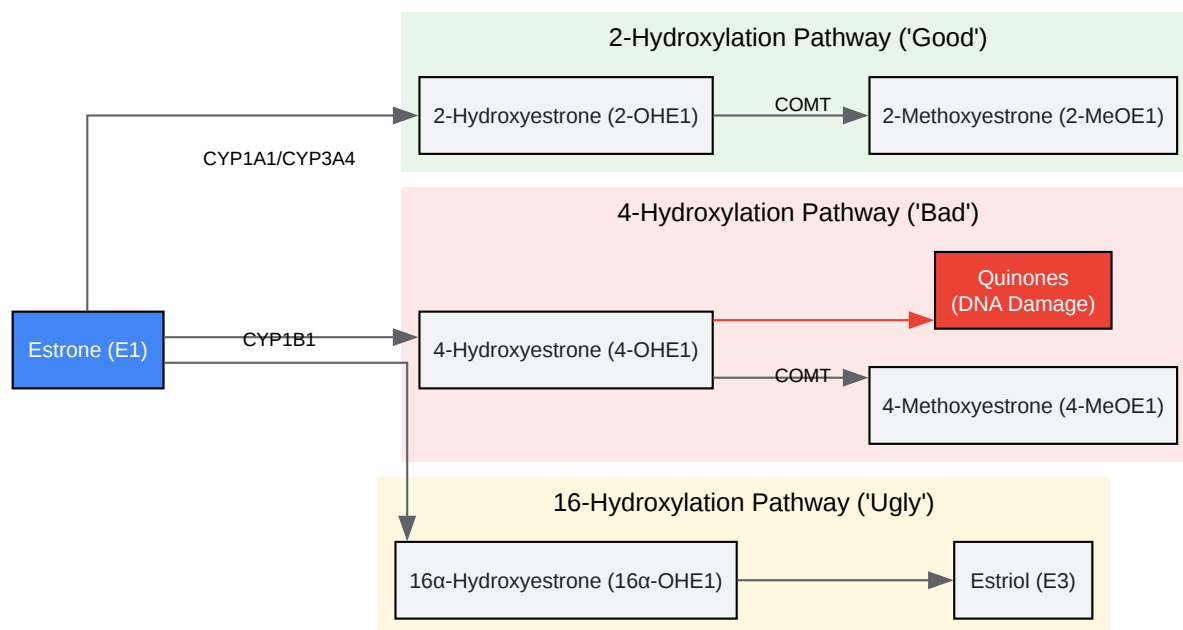 2-Hydroxylation Pathway ('Good')
2-Hydroxyestrone (2-OHE1)
COMT
2-Methoxyestrone (2-MeOE1)
CYP1A1/CYP3A4
4-Hydroxylation Pathway ('Bad')
Quinones
(DNA Damage)
Estrone (E1)
CYP1B1
4-Hydroxyestrone (4-OHE1)
COMT
4-Methoxyestrone (4-MeOE1)
16-Hydroxylation Pathway ('Ugly')
16α-Hydroxyestrone (16α-OHE1)
Estriol (E3)